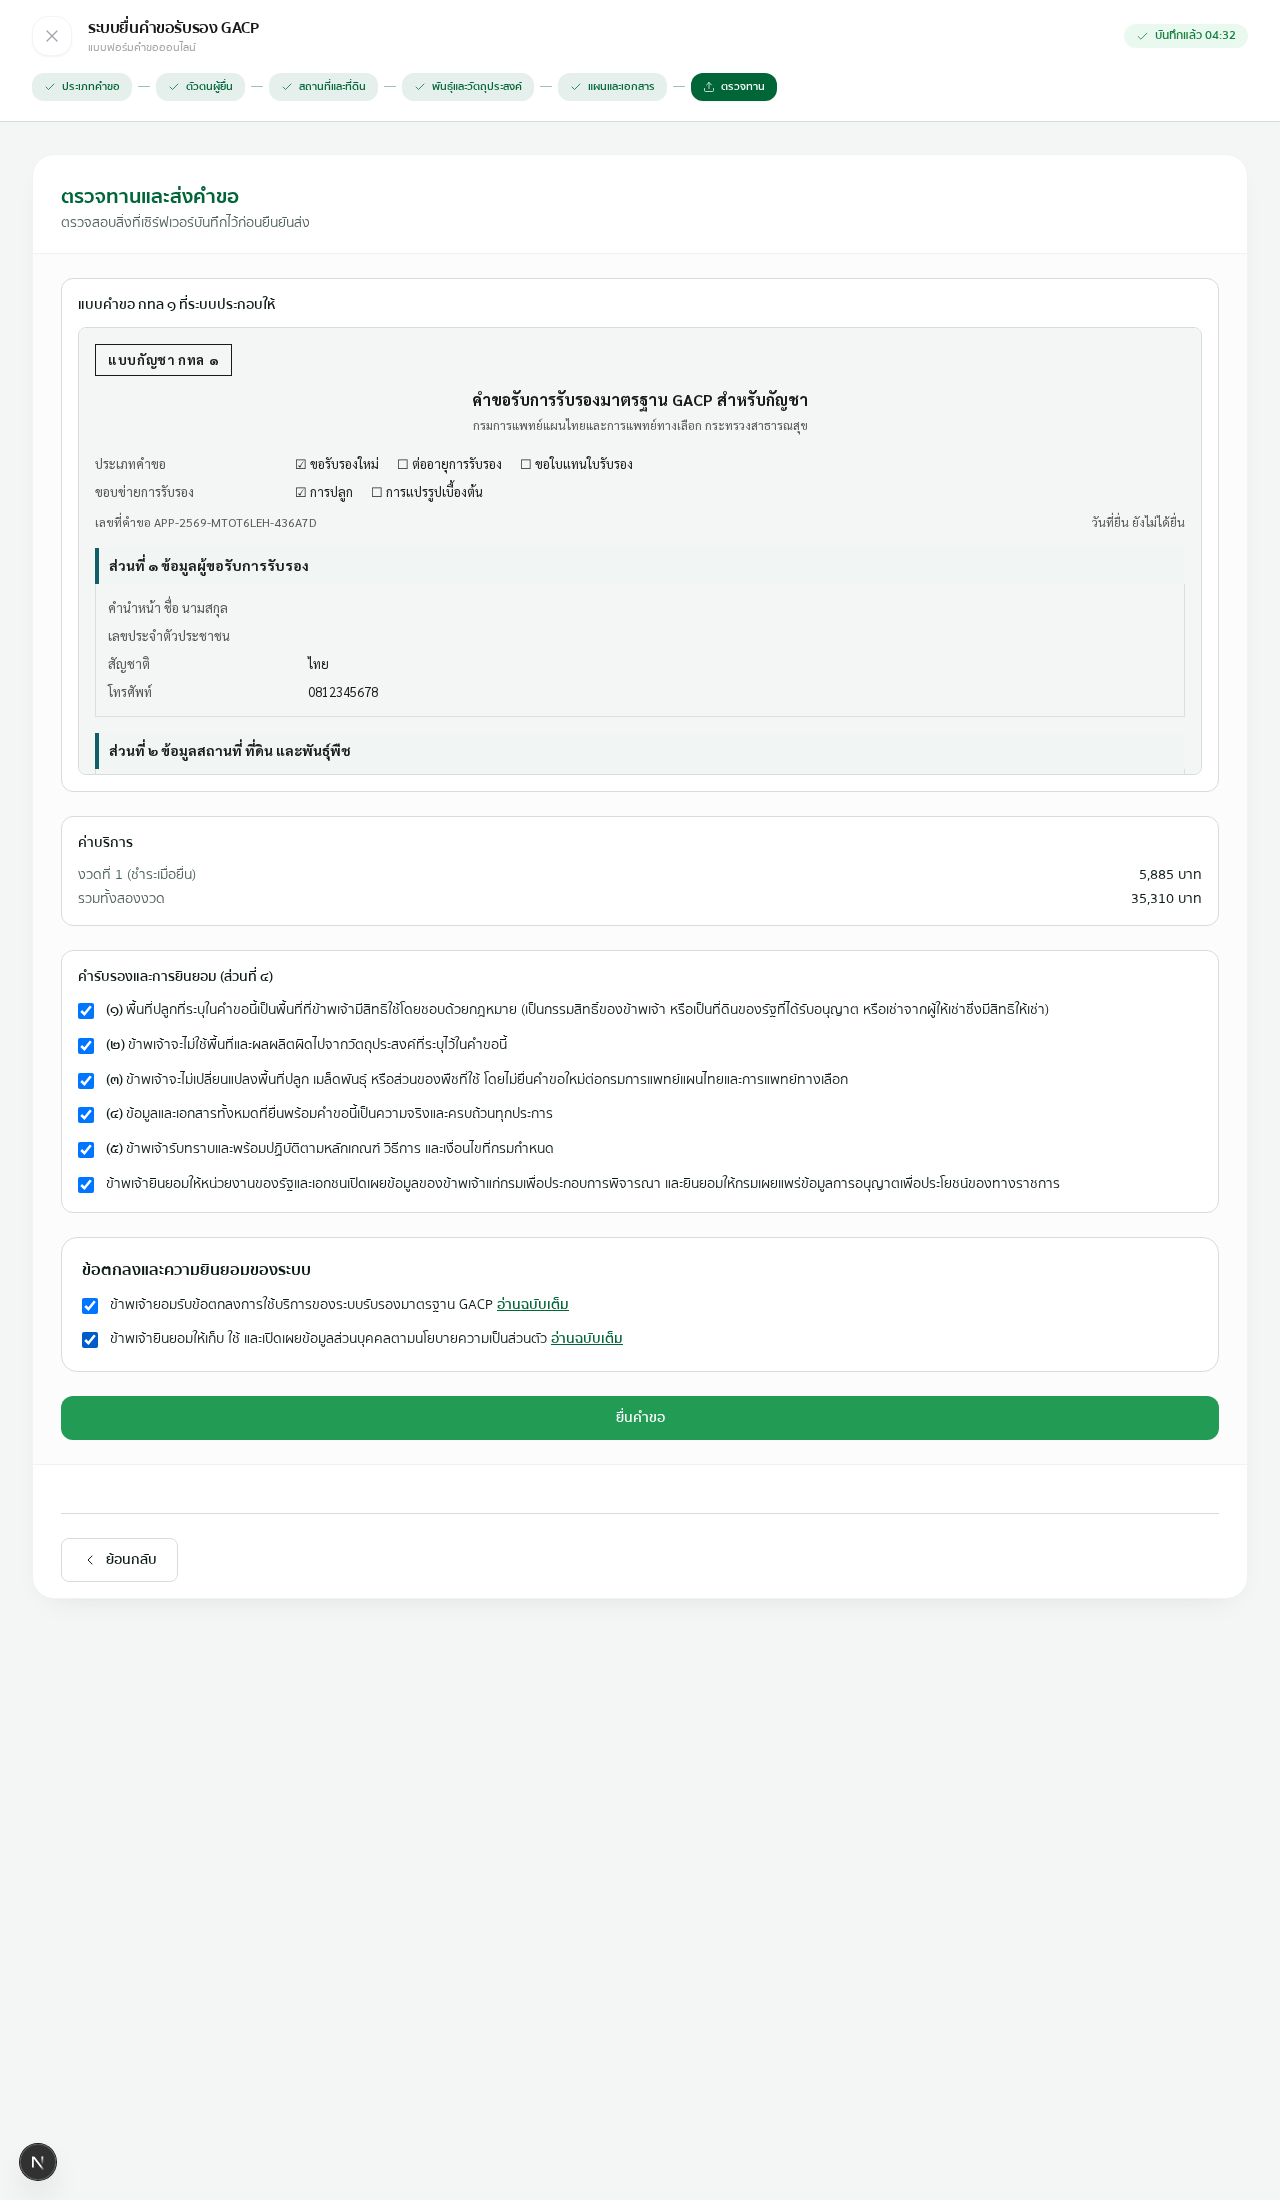 ระบบยื่นคำขอรับรอง GACP
แบบฟอร์มคำขอออนไลน์
บันทึกแล้ว 04:32
ประเภทคำขอ
ตัวตนผู้ยื่น
สถานที่และที่ดิน
พันธุ์และวัตถุประสงค์
แผนและเอกสาร
ตรวจทาน
ตรวจทานและส่งคำขอ
ตรวจสอบสิ่งที่เซิร์ฟเวอร์บันทึกไว้ก่อนยืนยันส่ง
แบบคำขอ กทล ๑ ที่ระบบประกอบให้
แบบกัญชา กทล ๑
คำขอรับการรับรองมาตรฐาน GACP สำหรับกัญชา
กรมการแพทย์แผนไทยและการแพทย์ทางเลือก กระทรวงสาธารณสุข
ประเภทคำขอ ☑ ขอรับรองใหม่ ☐ ต่ออายุการรับรอง ☐ ขอใบแทนใบรับรอง
ขอบข่ายการรับรอง ☑ การปลูก ☐ การแปรรูปเบื้องต้น
เลขที่คำขอ APP-2569-MTOT6LEH-436A7D วันที่ยื่น ยังไม่ได้ยื่น
ส่วนที่ ๑ ข้อมูลผู้ขอรับการรับรอง
คำนำหน้า ชื่อ นามสกุล
เลขประจำตัวประชาชน
สัญชาติ ไทย
โทรศัพท์ 0812345678
ส่วนที่ ๒ ข้อมูลสถานที่ ที่ดิน และพันธุ์พืช
ค่าบริการ
งวดที่ 1 (ชำระเมื่อยื่น) 5,885 บาท
รวมทั้งสองงวด 35,310 บาท
คำรับรองและการยินยอม (ส่วนที่ ๔)
(๑) พื้นที่ปลูกที่ระบุในคำขอนี้เป็นพื้นที่ที่ข้าพเจ้ามีสิทธิใช้โดยชอบด้วยกฎหมาย (เป็นกรรมสิทธิ์ของข้าพเจ้า หรือเป็นที่ดินของรัฐที่ได้รับอนุญาต หรือเช่าจากผู้ให้เช่าซึ่งมีสิทธิให้เช่า)
(๒) ข้าพเจ้าจะไม่ใช้พื้นที่และผลผลิตผิดไปจากวัตถุประสงค์ที่ระบุไว้ในคำขอนี้
(๓) ข้าพเจ้าจะไม่เปลี่ยนแปลงพื้นที่ปลูก เมล็ดพันธุ์ หรือส่วนของพืชที่ใช้ โดยไม่ยื่นคำขอใหม่ต่อกรมการแพทย์แผนไทยและการแพทย์ทางเลือก
(๔) ข้อมูลและเอกสารทั้งหมดที่ยื่นพร้อมคำขอนี้เป็นความจริงและครบถ้วนทุกประการ
(๕) ข้าพเจ้ารับทราบและพร้อมปฏิบัติตามหลักเกณฑ์ วิธีการ และเงื่อนไขที่กรมกำหนด
ข้าพเจ้ายินยอมให้หน่วยงานของรัฐและเอกชนเปิดเผยข้อมูลของข้าพเจ้าแก่กรมเพื่อประกอบการพิจารณา และยินยอมให้กรมเผยแพร่ข้อมูลการอนุญาตเพื่อประโยชน์ของทางราชการ
ข้อตกลงและความยินยอมของระบบ
ข้าพเจ้ายอมรับข้อตกลงการใช้บริการของระบบรับรองมาตรฐาน GACP อ่านฉบับเต็ม
ข้าพเจ้ายินยอมให้เก็บ ใช้ และเปิดเผยข้อมูลส่วนบุคคลตามนโยบายความเป็นส่วนตัว อ่านฉบับเต็ม
ยื่นคำขอ
ย้อนกลับ
N